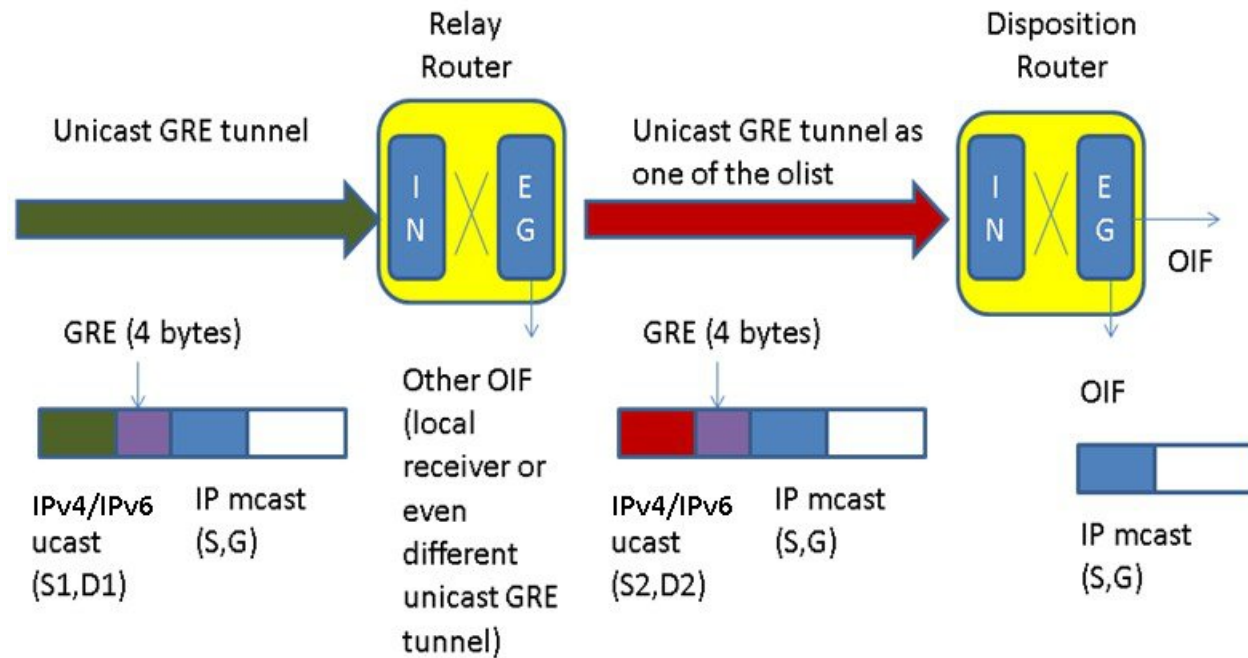 Relay
Router
Disposition
Router
Unicast GRE tunnel
Unicast GRE tunnel as
one of the olist
I
N
E
G
I
N
E
G
OIF
GRE (4 bytes)
IPv4/IPv6
ucast
(S1,D1)
IP mcast
(S,G)
Other OIF
(local
receiver or
even
different
unicast GRE
tunnel)
GRE (4 bytes)
IPv4/IPv6
ucast
(S2,D2)
IP mcast
(S,G)
OIF
IP mcast
(S,G)